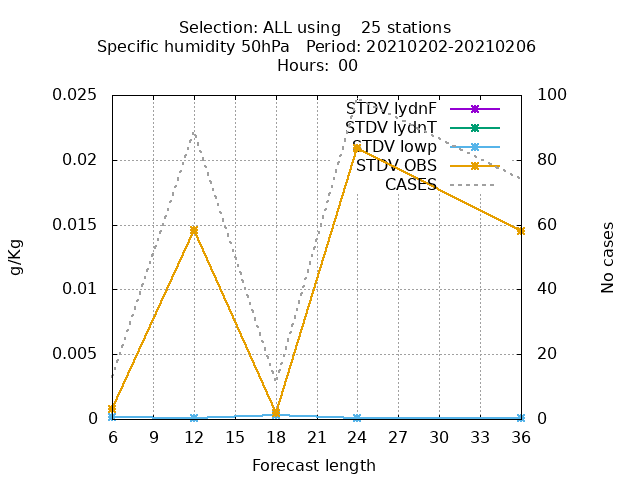 Selection: ALL using    25 stations
Specific humidity 50hPa   Period: 20210202-20210206
Hours: 00
0.025
0.02
0.015
0.01
0.005
0
g/Kg
STDV lydnF
STDV lydnT
STDV lowp
STDV OBS
CASES
100
80
60
40
20
0
No cases
6 9 12 15 18 21 24 27 30 33 36
Forecast length